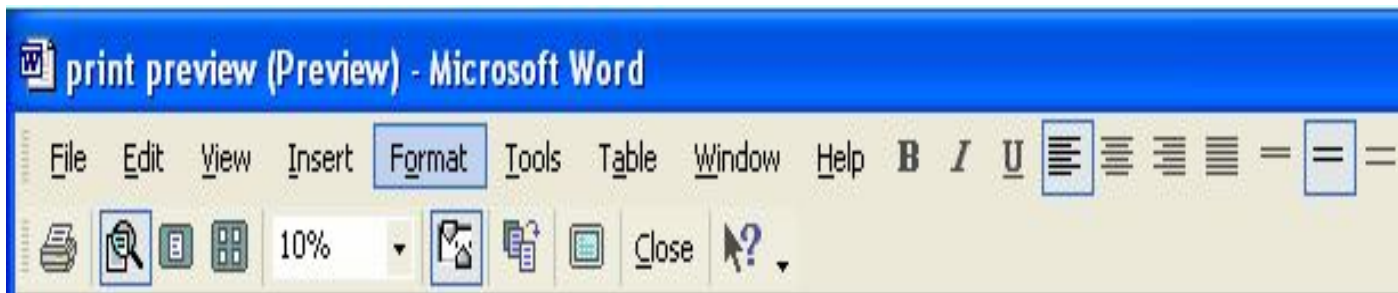 print preview (Preview) - Microsoft Word
File Edit View Insert Format Tools Table Window Help B I U
10% Close ?